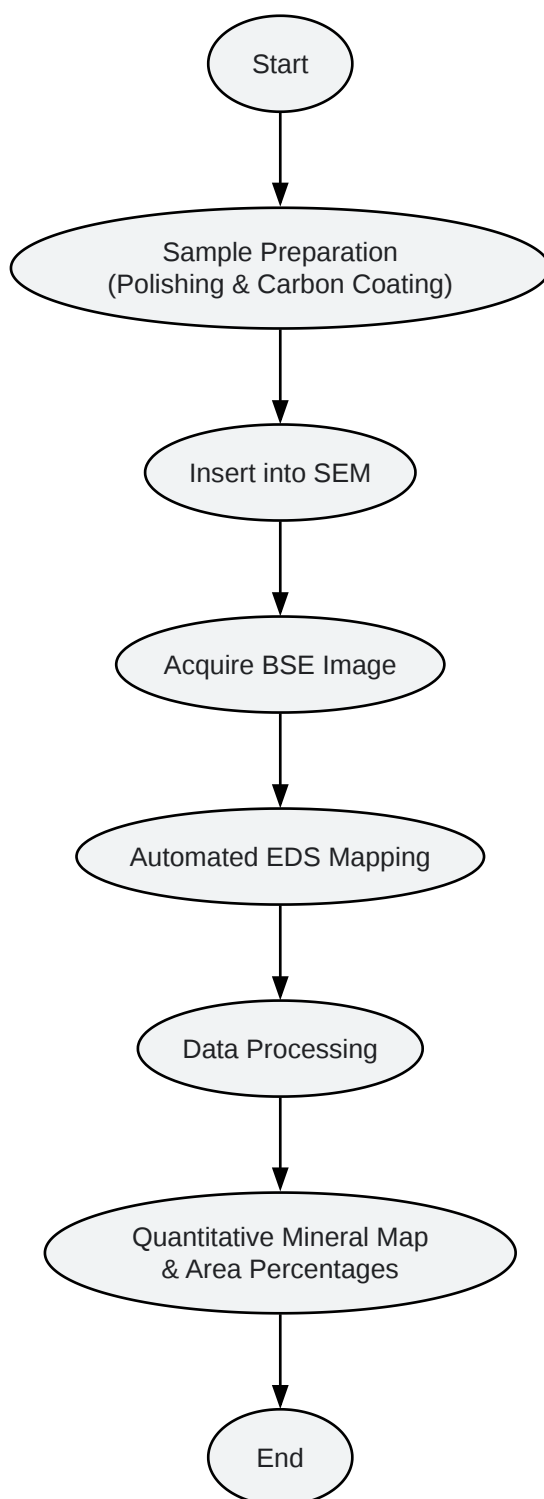 Start
Sample Preparation
(Polishing & Carbon Coating)
Insert into SEM
Acquire BSE Image
Automated EDS Mapping
Data Processing
Quantitative Mineral Map
& Area Percentages
End